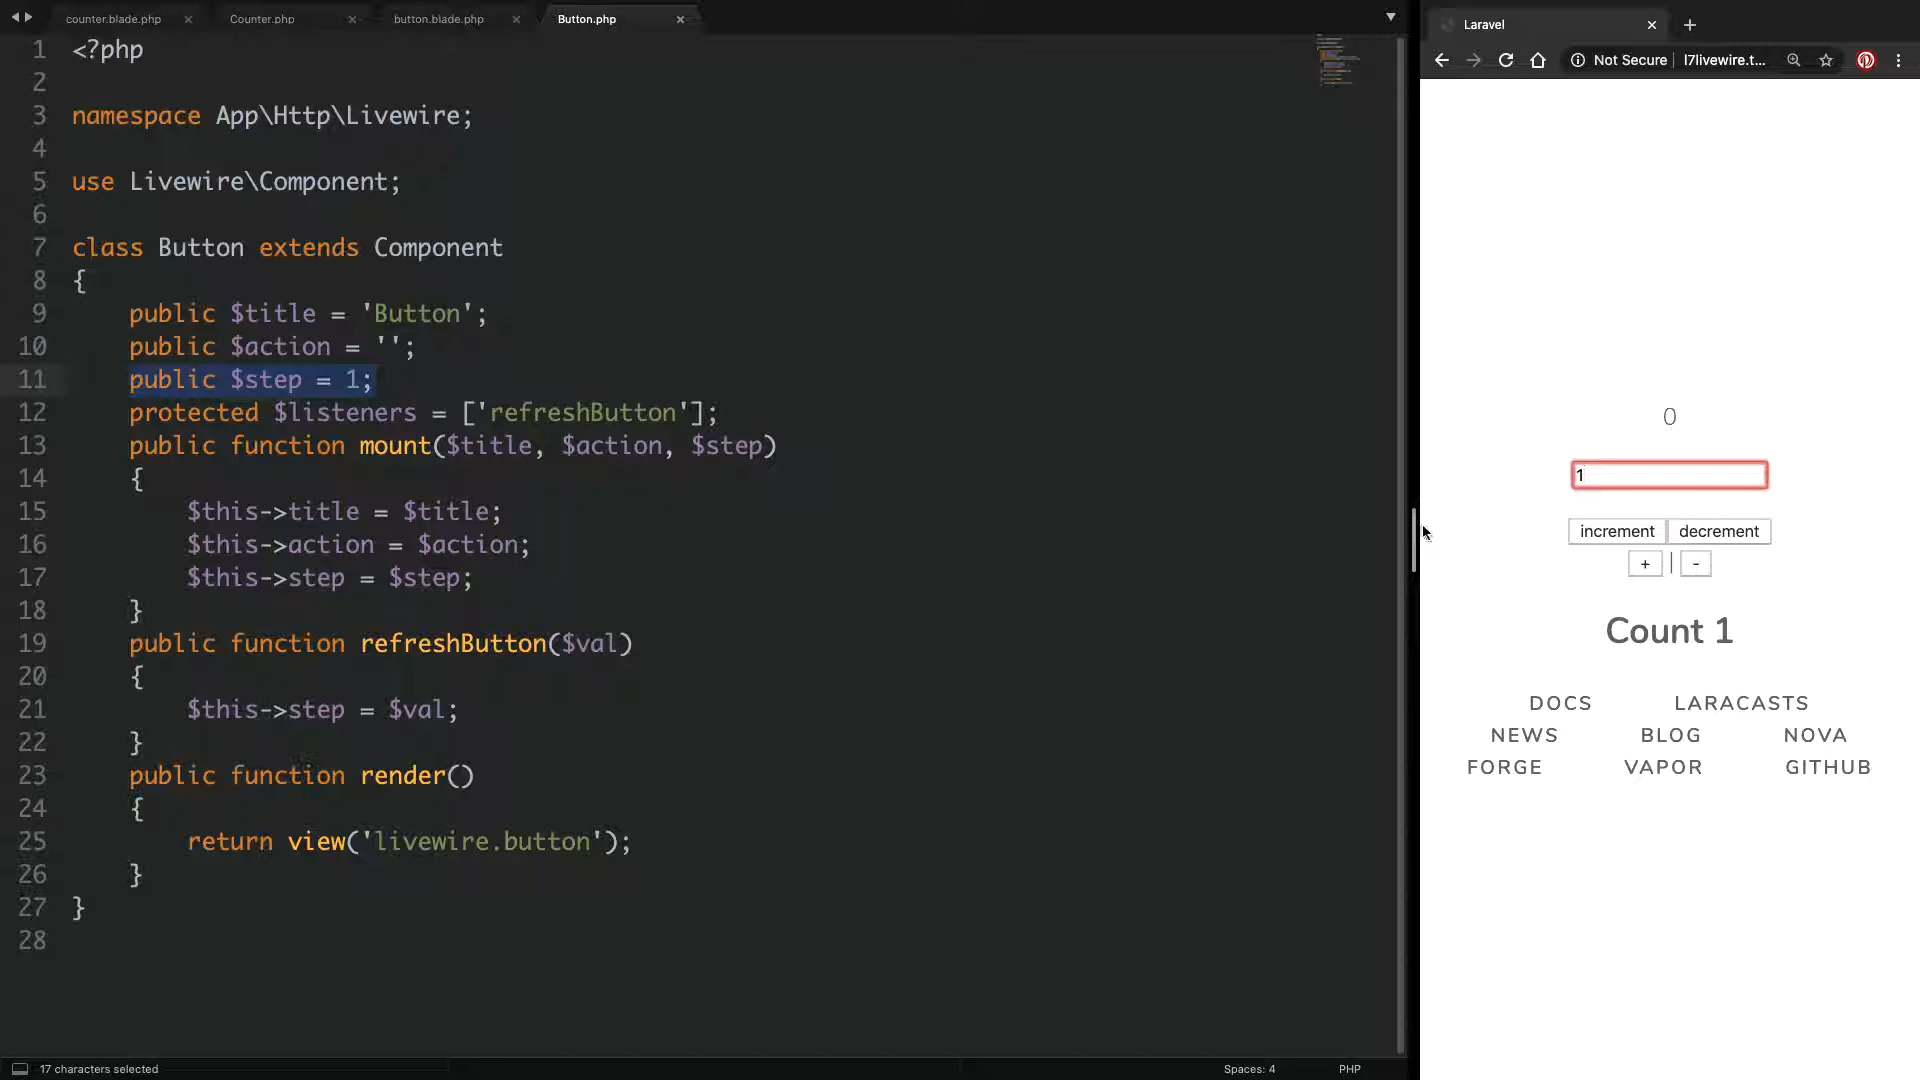 counter.blade.php
Counter.php
button.blade.php
Button.php
1 <?php
2
3 namespace App\Http\Livewire;
4
5 use Livewire\Component;
6
7 class Button extends Component
8 {
9 public $title = 'Button';
10 public $action = '';
11 public $step = 1;
12 protected $listeners = ['refreshButton'];
13 public function mount($title, $action, $step)
14 {
15 $this->title = $title;
16 $this->action = $action;
17 $this->step = $step;
18 }
19 public function refreshButton($val)
20 {
21 $this->step = $val;
22 }
23 public function render()
24 {
25 return view('livewire.button');
26 }
27 }
28
17 characters selected
Spaces: 4
PHP
Laravel
Not Secure
l7livewire.t...
0
1
increment decrement
+ | -
Count 1
DOCS LARACASTS
NEWS BLOG NOVA
FORGE VAPOR GITHUB